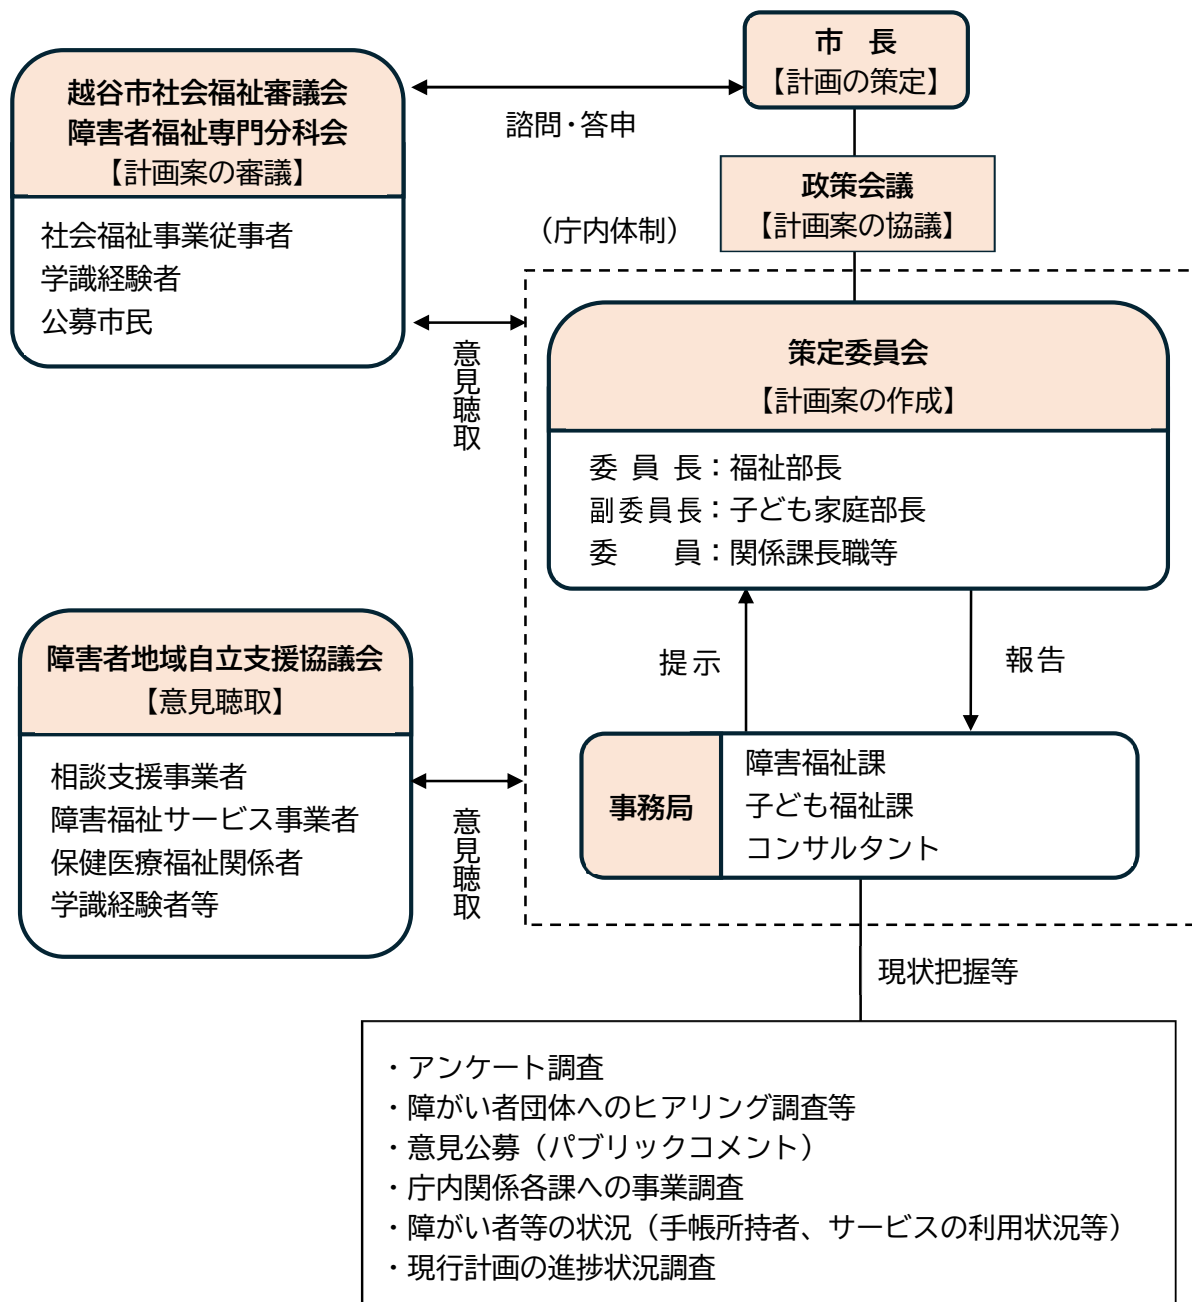 市　長
【計画の策定】
越谷市社会福祉審議会
障害者福祉専門分科会
【計画案の審議】
社会福祉事業従事者
学識経験者
公募市民
諮問・答申
政策会議
【計画案の協議】
（庁内体制）
意見聴取
策定委員会
【計画案の作成】
委 員 長：福祉部長
副委員長：子ども家庭部長
委　　員：関係課長職等
提示
報告
障害者地域自立支援協議会
【意見聴取】
相談支援事業者
障害福祉サービス事業者
保健医療福祉関係者
学識経験者等
意見聴取
事務局
障害福祉課
子ども福祉課
コンサルタント
現状把握等
・アンケート調査
・障がい者団体へのヒアリング調査等
・意見公募（パブリックコメント）
・庁内関係各課への事業調査
・障がい者等の状況（手帳所持者、サービスの利用状況等）
・現行計画の進捗状況調査